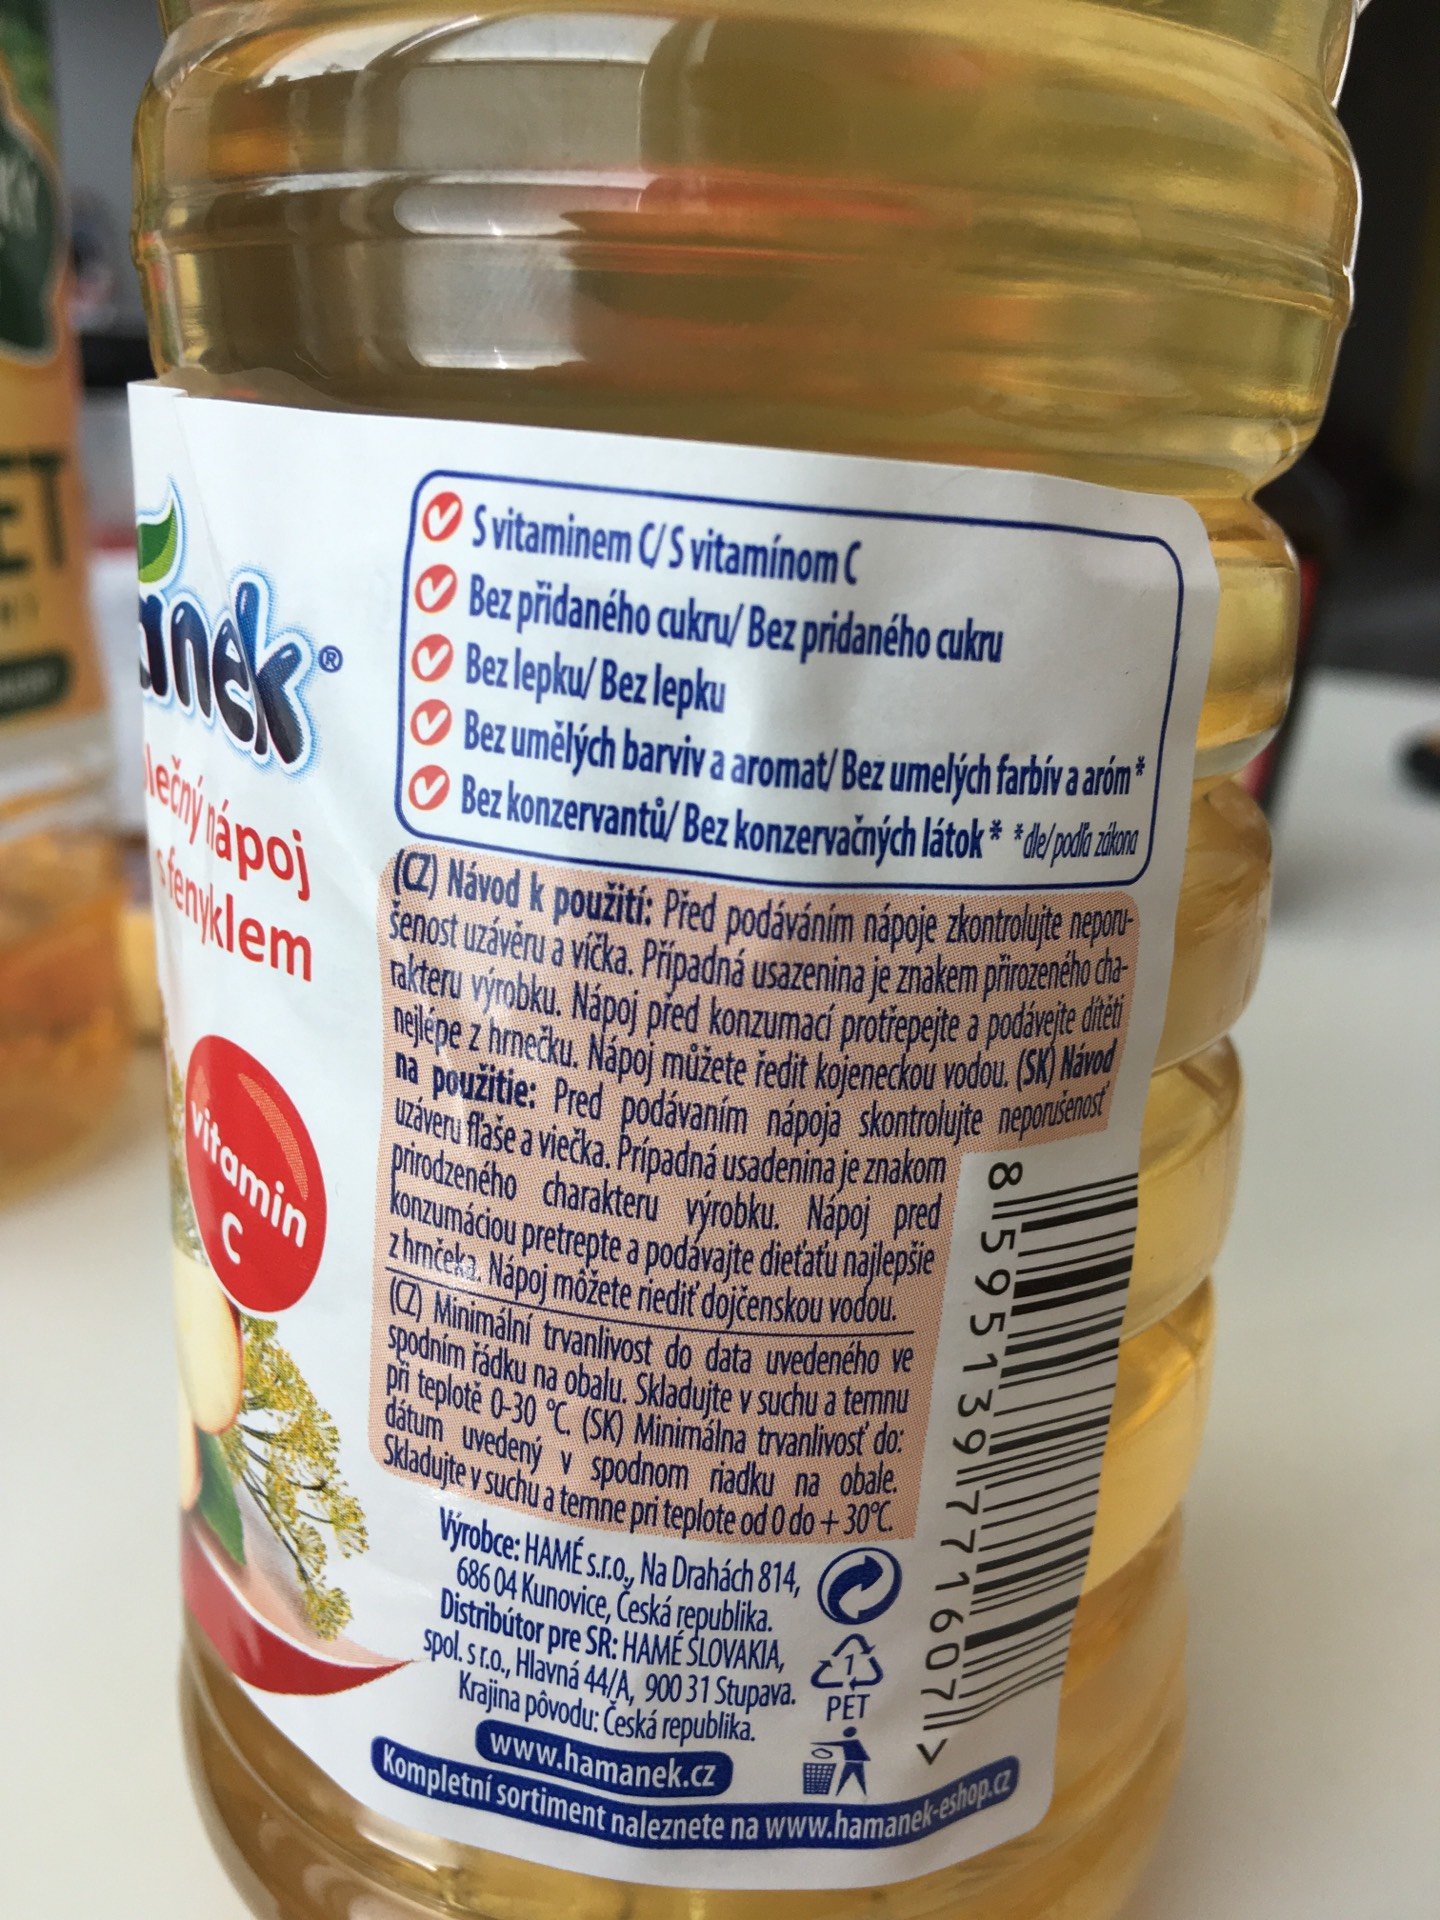 S vitaminem C/ S vitamínom C
Bez přidaného cukru/ Bez pridaného cukru
Bez lepku/ Bez lepku
Bez umělých barviv a aromat/ Bez umelých farbív a aróm*
Bez konzervantů/ Bez konzervačných látok* *dle/podľa zákona
anek®
lečný nápoj
s fenyklem
vitamin
C
(CZ) Návod k použití: Před podáváním nápoje zkontrolujte neporu-
šenost uzávěru a víčka. Případná usazenina je znakem přirozeného cha-
rakteru výrobku. Nápoj před konzumací protřepejte a podávejte dítěti
nejlépe z hrnečku. Nápoj můžete ředit kojeneckou vodou. (SK) Návod
na použitie: Pred podávaním nápoja skontrolujte neporušenosť
uzáveru fľaše a viečka. Prípadná usadenina je znakom
prirodzeného charakteru výrobku. Nápoj pred
konzumáciou pretrepte a podávajte dieťaťu najlepšie
z hrnčeka. Nápoj môžete riediť dojčenskou vodou.
(CZ) Minimální trvanlivost do data uvedeného ve
spodním řádku na obalu. Skladujte v suchu a temnu
při teplotě 0-30 °C. (SK) Minimálna trvanlivosť do:
dátum uvedený v spodnom riadku na obale.
Skladujte v suchu a temne pri teplote od 0 do + 30°C.
Výrobce: HAMÉ s.r.o., Na Drahách 814,
686 04 Kunovice, Česká republika.
Distribútor pre SR: HAMÉ SLOVAKIA,
spol. s r.o., Hlavná 44/A, 900 31 Stupava.
Krajina pôvodu: Česká republika.
1
PET
www.hamanek.cz
Kompletní sortiment naleznete na www.hamanek-eshop.cz
8 595139 771607 >
ET